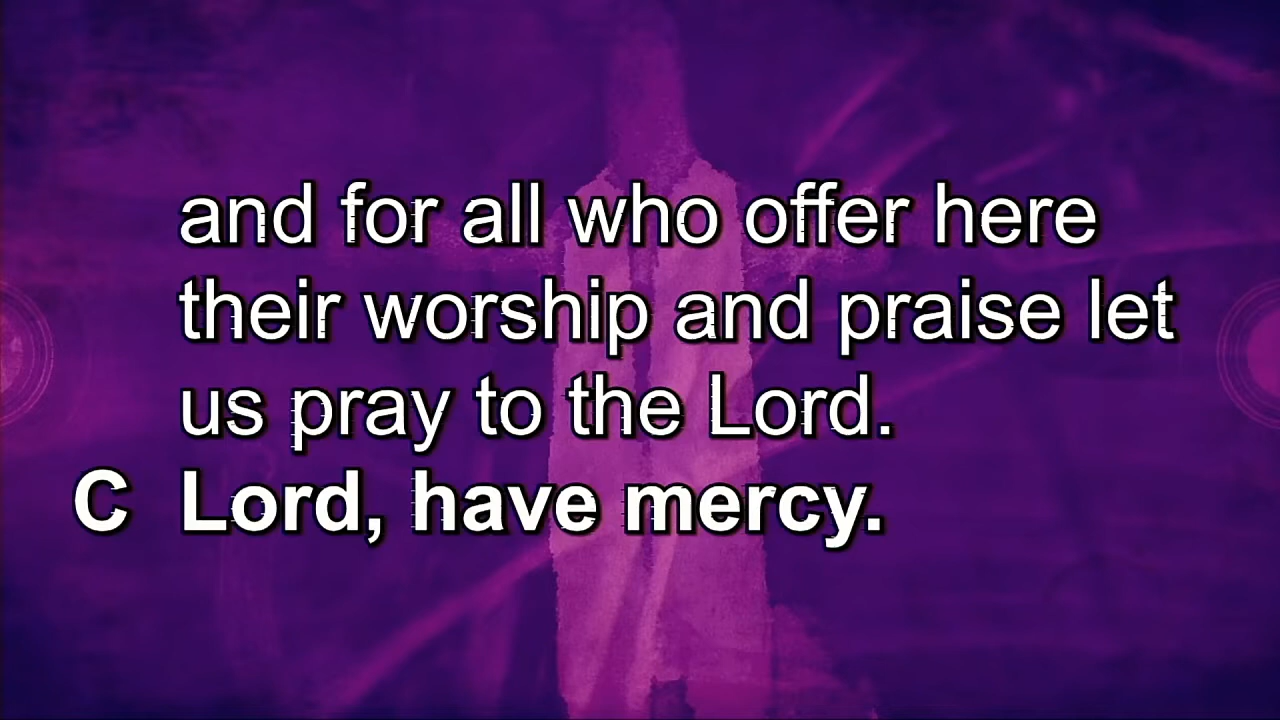 and for all who offer here
their worship and praise let
us pray to the Lord.
C Lord, have mercy.